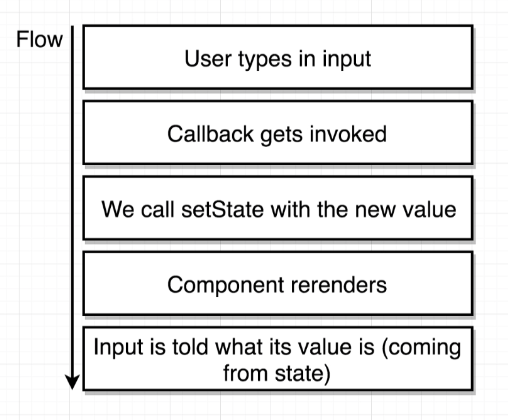 Flow
User types in input
Callback gets invoked
We call setState with the new value
Component rerenders
Input is told what its value is (coming
from state)